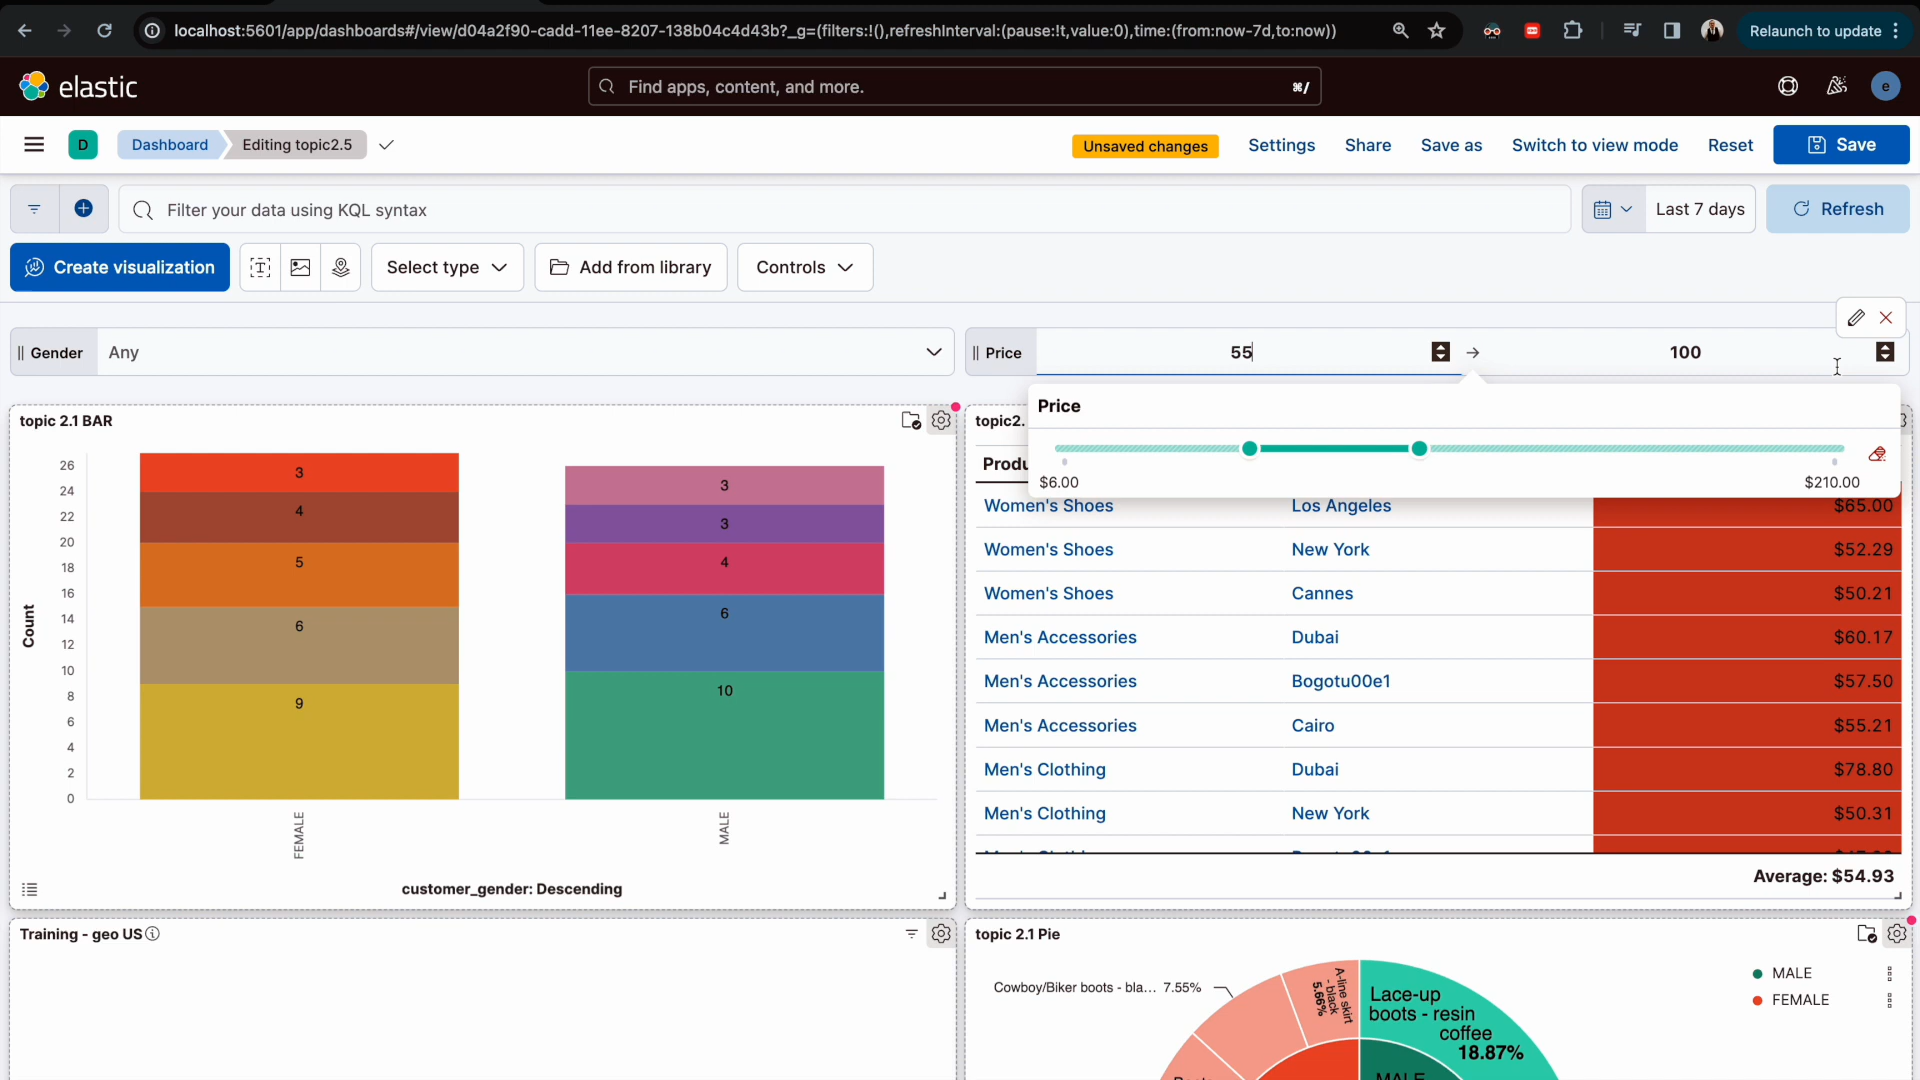 localhost:5601/app/dashboards#/view/d04a2f90-cadd-11ee-8207-138b04c4d43b?_g=(filters:!(),refreshInterval:(pause:!t,value:0),time:(from:now-7d,to:now))
Relaunch to update
elastic
Find apps, content, and more.
⌘/
e
D
Dashboard
Editing topic2.5
Unsaved changes
Settings
Share
Save as
Switch to view mode
Reset
Save
Filter your data using KQL syntax
Last 7 days
Refresh
Create visualization
Select type
Add from library
Controls
Gender
Any
Price
55
→
100
Price
$6.00
$210.00
topic 2.1 BAR
26
24
22
20
18
16
14
12
10
8
6
4
2
0
Count
3
4
5
6
9
3
3
4
6
10
FEMALE
MALE
customer_gender: Descending
topic2.
Produ
Women's Shoes Los Angeles $65.00
Women's Shoes New York $52.29
Women's Shoes Cannes $50.21
Men's Accessories Dubai $60.17
Men's Accessories Bogotu00e1 $57.50
Men's Accessories Cairo $55.21
Men's Clothing Dubai $78.80
Men's Clothing New York $50.31
Average: $54.93
Training - geo US
topic 2.1 Pie
Cowboy/Biker boots - bla... 7.55%
A-line skirt
- black
5.66%
Lace-up
boots - resin
coffee
18.87%
MALE
MALE
FEMALE